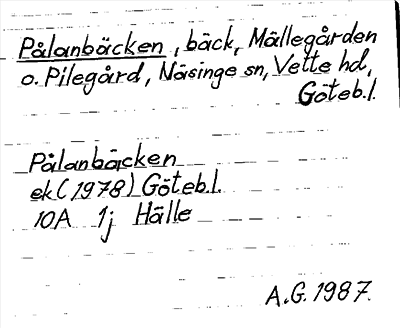 Pålanbäcken, bäck, Mällegården
o. Pilegård, Näsinge sn, Vette hd,
Göteb.l.
Pålanbäcken
ek (1978) Göteb.l.
10A 1j Hälle
A.G. 1987.